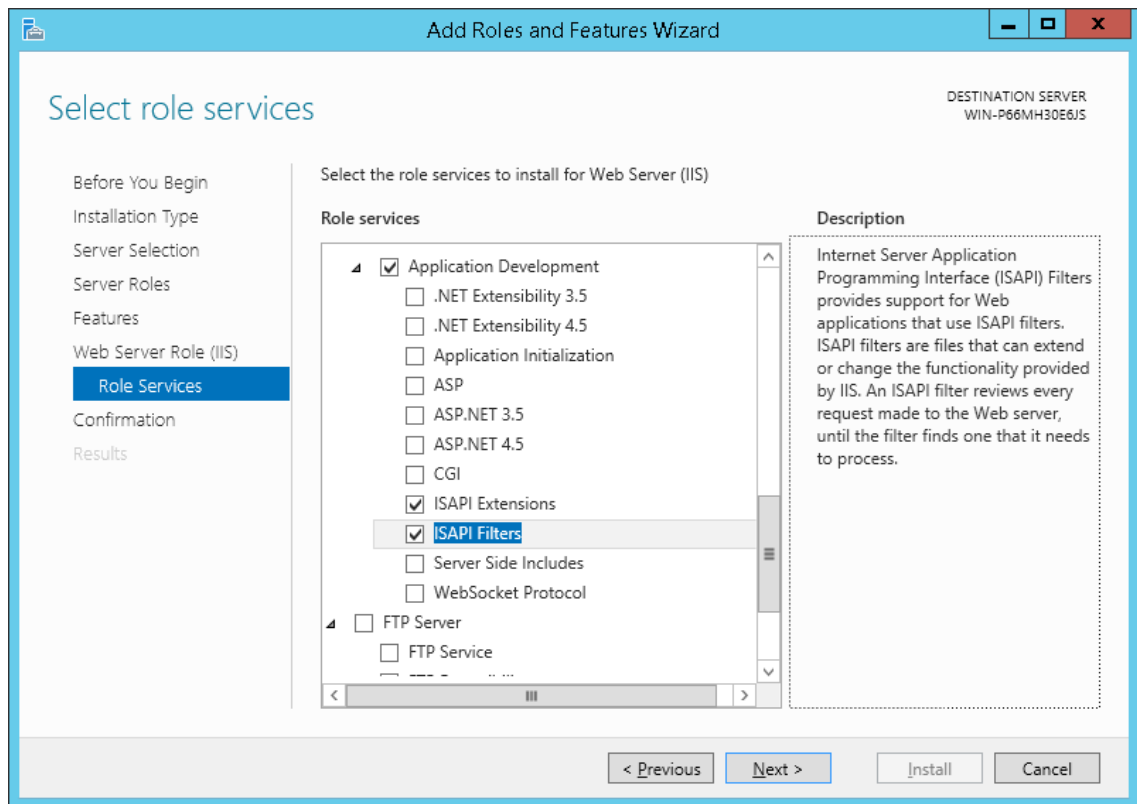 Add Roles and Features Wizard
Select role services
DESTINATION SERVER
WIN-P66MH30E6JS
Before You Begin
Installation Type
Server Selection
Server Roles
Features
Web Server Role (IIS)
Role Services
Confirmation
Results
Select the role services to install for Web Server (IIS)
Role services
Application Development
.NET Extensibility 3.5
.NET Extensibility 4.5
Application Initialization
ASP
ASP.NET 3.5
ASP.NET 4.5
CGI
ISAPI Extensions
ISAPI Filters
Server Side Includes
WebSocket Protocol
FTP Server
FTP Service
Description
Internet Server Application
Programming Interface (ISAPI) Filters
provides support for Web
applications that use ISAPI filters.
ISAPI filters are files that can extend
or change the functionality provided
by IIS. An ISAPI filter reviews every
request made to the Web server,
until the filter finds one that it needs
to process.
< Previous
Next >
Install
Cancel